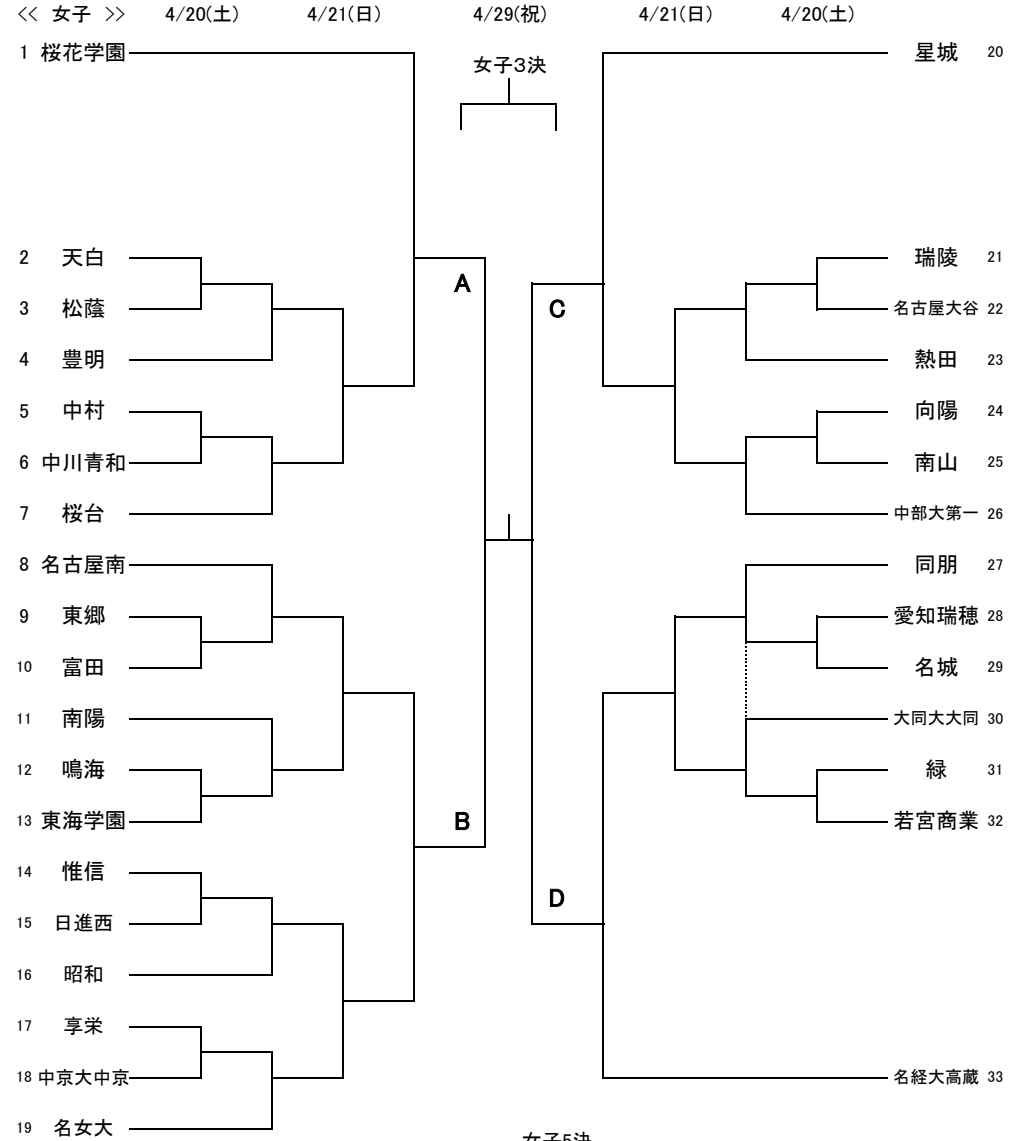 << 女子 >> 4/20(土) 4/21(日) 4/29(祝) 4/21(日) 4/20(土)
1 桜花学園 星城 20
女子3決
2 天白 瑞陵 21
A
3 松蔭 C 名古屋大谷 22
4 豊明 熱田 23
5 中村 向陽 24
6 中川青和 南山 25
7 桜台 中部大第一 26
8 名古屋南 同朋 27
9 東郷 愛知瑞穂 28
10 富田 名城 29
11 南陽 大同大大同 30
12 鳴海 緑 31
13 東海学園 B 若宮商業 32
14 惟信
D
15 日進西
16 昭和
17 享栄
18 中京大中京 名経大高蔵 33
19 名女大
女子5決